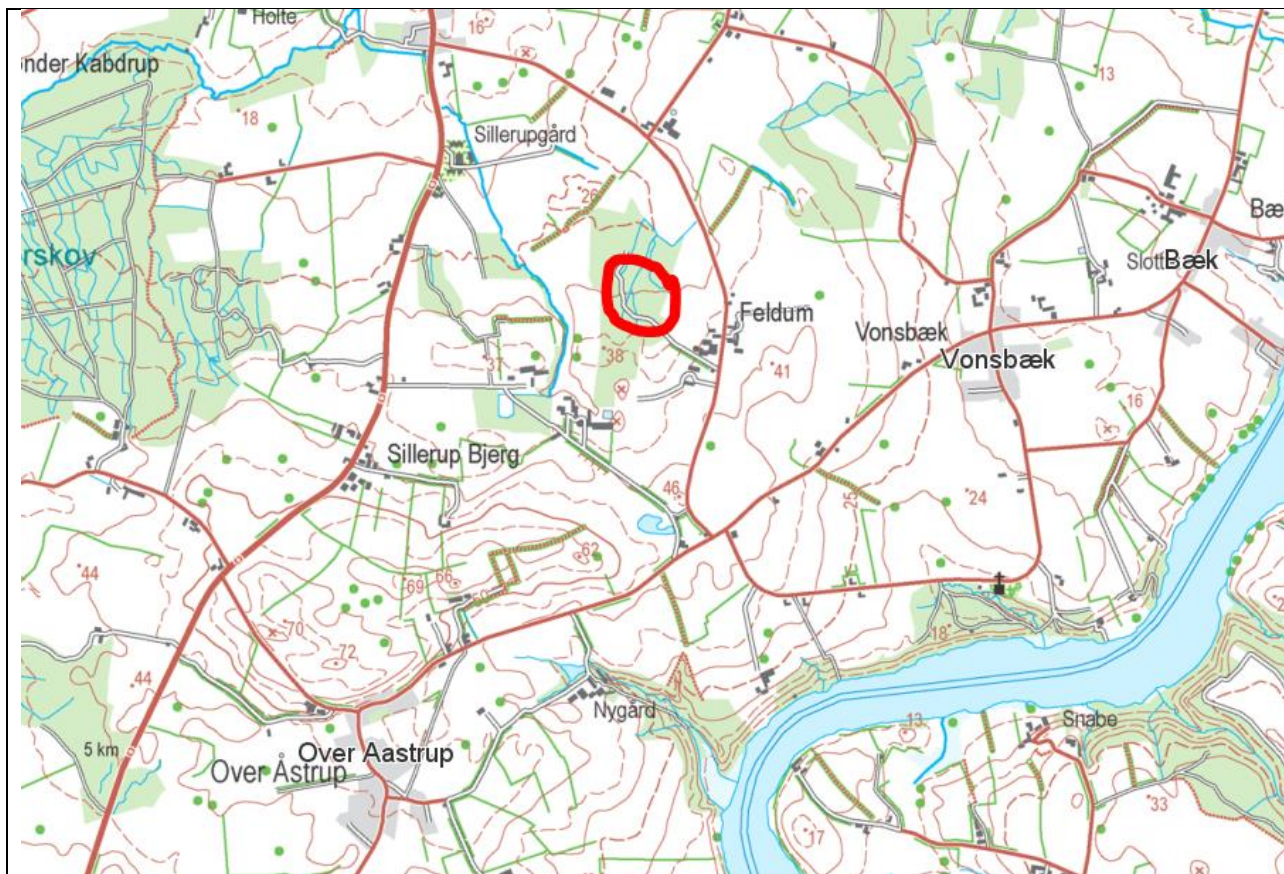 Holte
16
onder Kabdrup
13
18
Sillerupgård
26
rskov
Bæ
Slott
Bæk
Feldum
Vonsbæk
Vonsbæk
38
37
41
16
Sillerup Bjerg
46
24
25
62
44
66
69
70
72
18
44
Nygård
13
Snabe
5 km
Over Aastrup
Over Åstrup
33
17